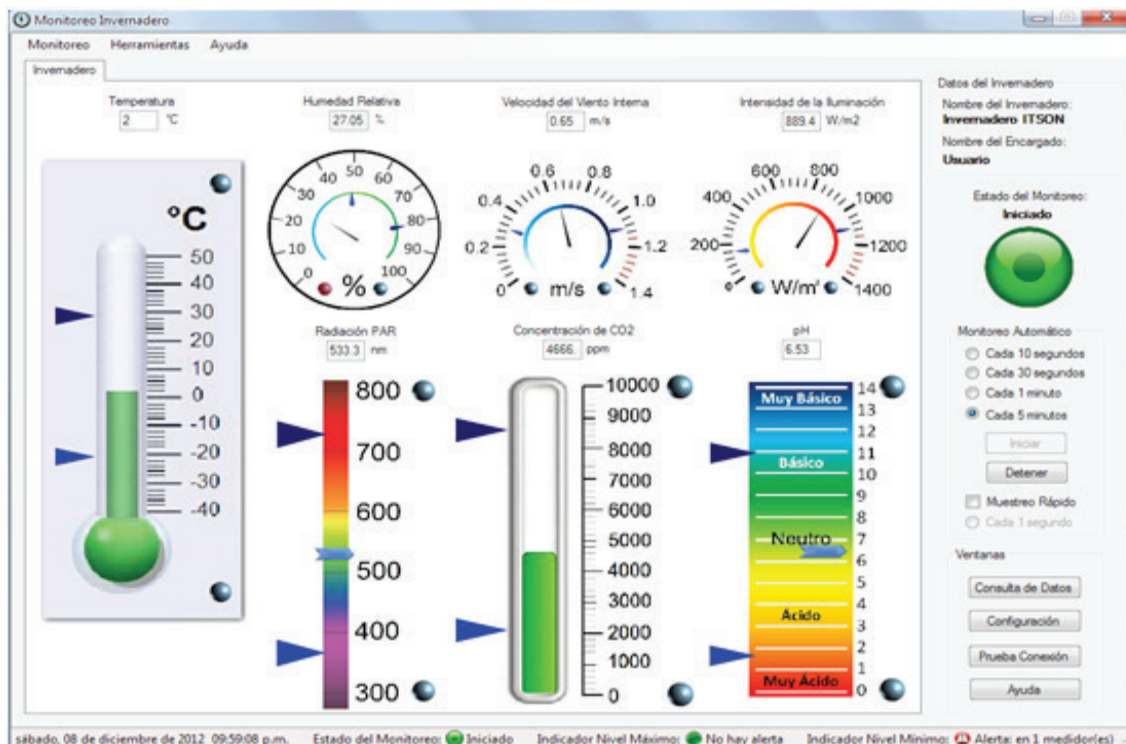 Monitoreo Invernadero
Monitoreo Herramientas Ayuda
Invernadero
Temperatura
2 °C
Humedad Relativa
27.05 %
Velocidad del Viento Interna
0.65 m/s
Intensidad de la Iluminación
889.4 W/m2
°C
50
40
30
20
10
0
-10
-20
-30
-40
0 10 20 30 40 50 60 70 80 90 100
%
0 0.2 0.4 0.6 0.8 1.0 1.2 1.4
m/s
0 200 400 600 800 1000 1200 1400
W/m²
Radiación PAR
533.3 nm
800
700
600
500
400
300
Concentración de CO2
4666. ppm
10000
9000
8000
7000
6000
5000
4000
3000
2000
1000
0
pH
6.53
Muy Básico
Básico
Neutro
Ácido
Muy Ácido
14
13
12
11
10
9
8
7
6
5
4
3
2
1
0
Datos del Invernadero
Nombre del Invernadero:
Invernadero ITSON
Nombre del Encargado:
Usuario
Estado del Monitoreo:
Iniciado
Monitoreo Automático
Cada 10 segundos
Cada 30 segundos
Cada 1 minuto
Cada 5 minutos
Iniciar
Detener
Muestreo Rápido
Cada 1 segundo
Ventanas
Consulta de Datos
Configuración
Prueba Conexión
Ayuda
sábado, 08 de diciembre de 2012 09:59:08 p.m. Estado del Monitoreo: Iniciado Indicador Nivel Máximo: No hay alerta Indicador Nivel Mínimo: Alerta: en 1 medidor(es)